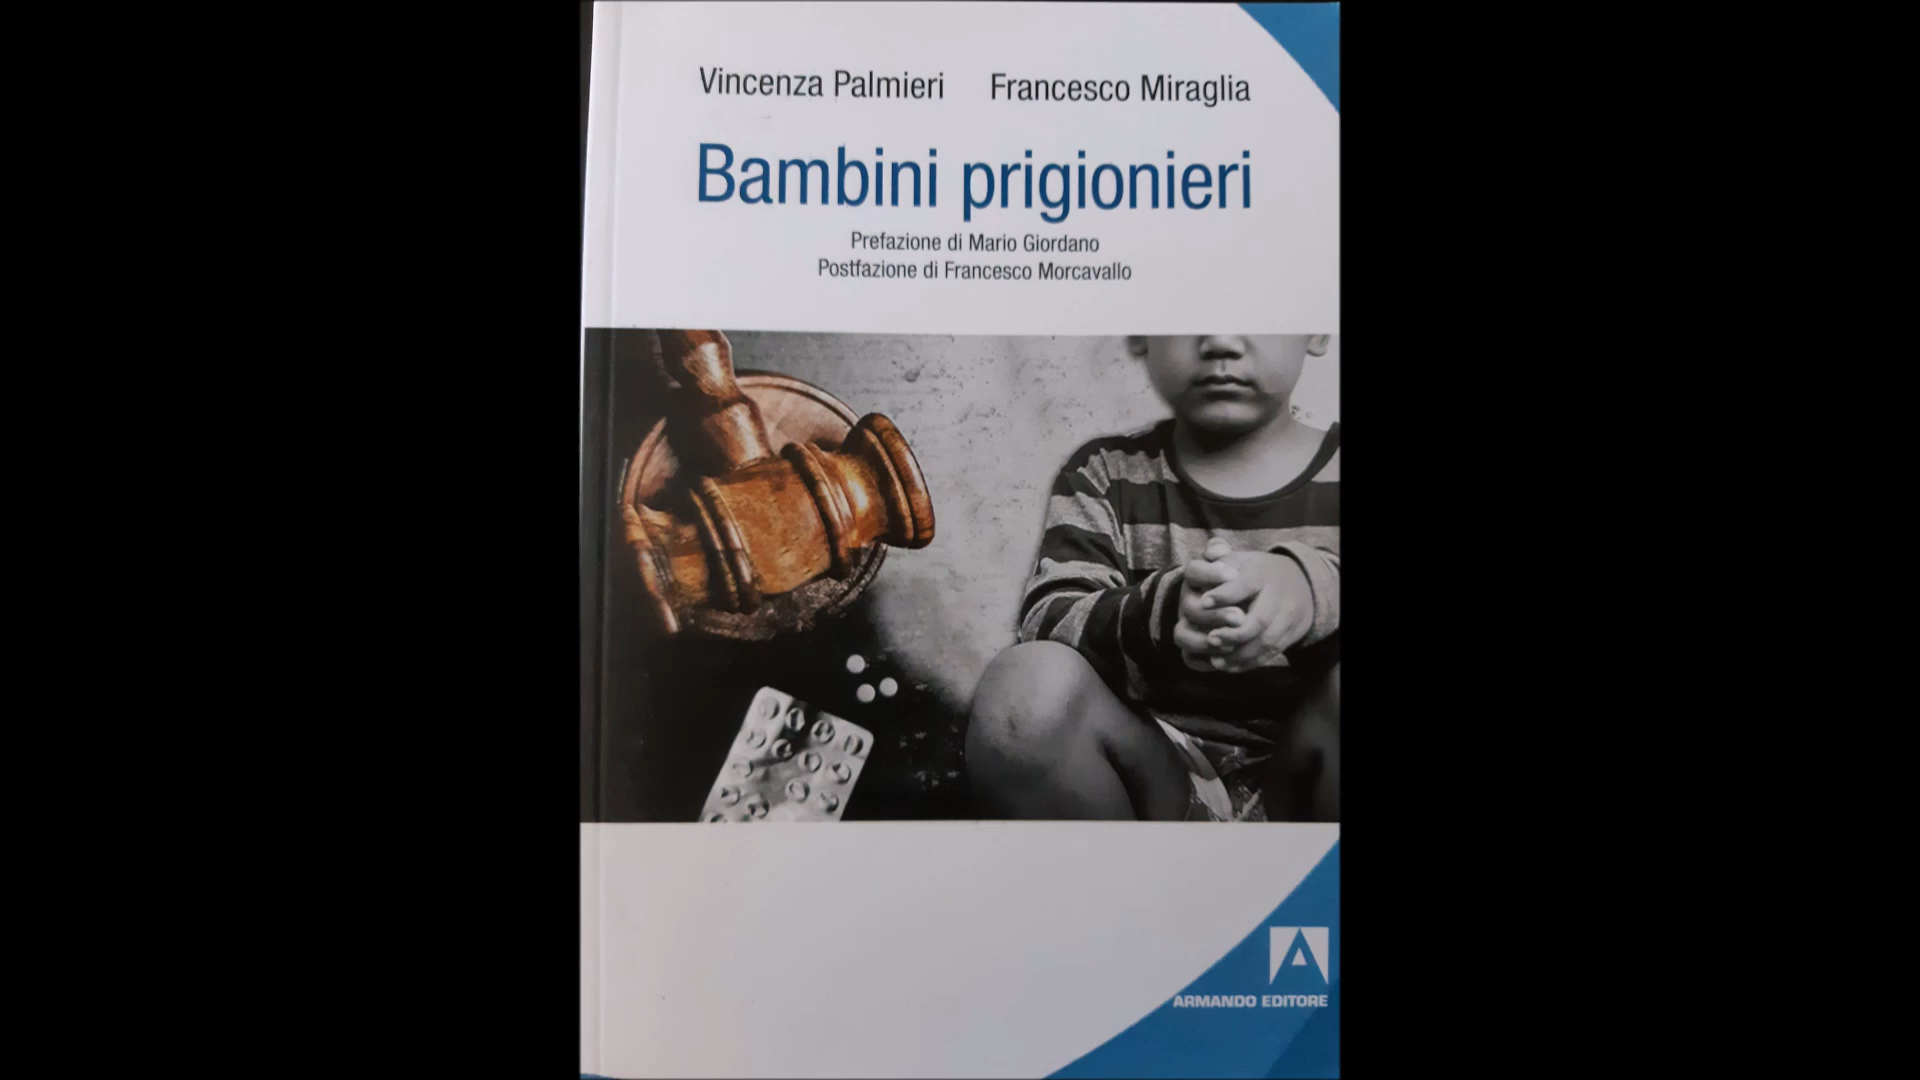 Vincenza Palmieri Francesco Miraglia
Bambini prigionieri
Prefazione di Mario Giordano
Postfazione di Francesco Morcavallo
ARMANDO EDITORE